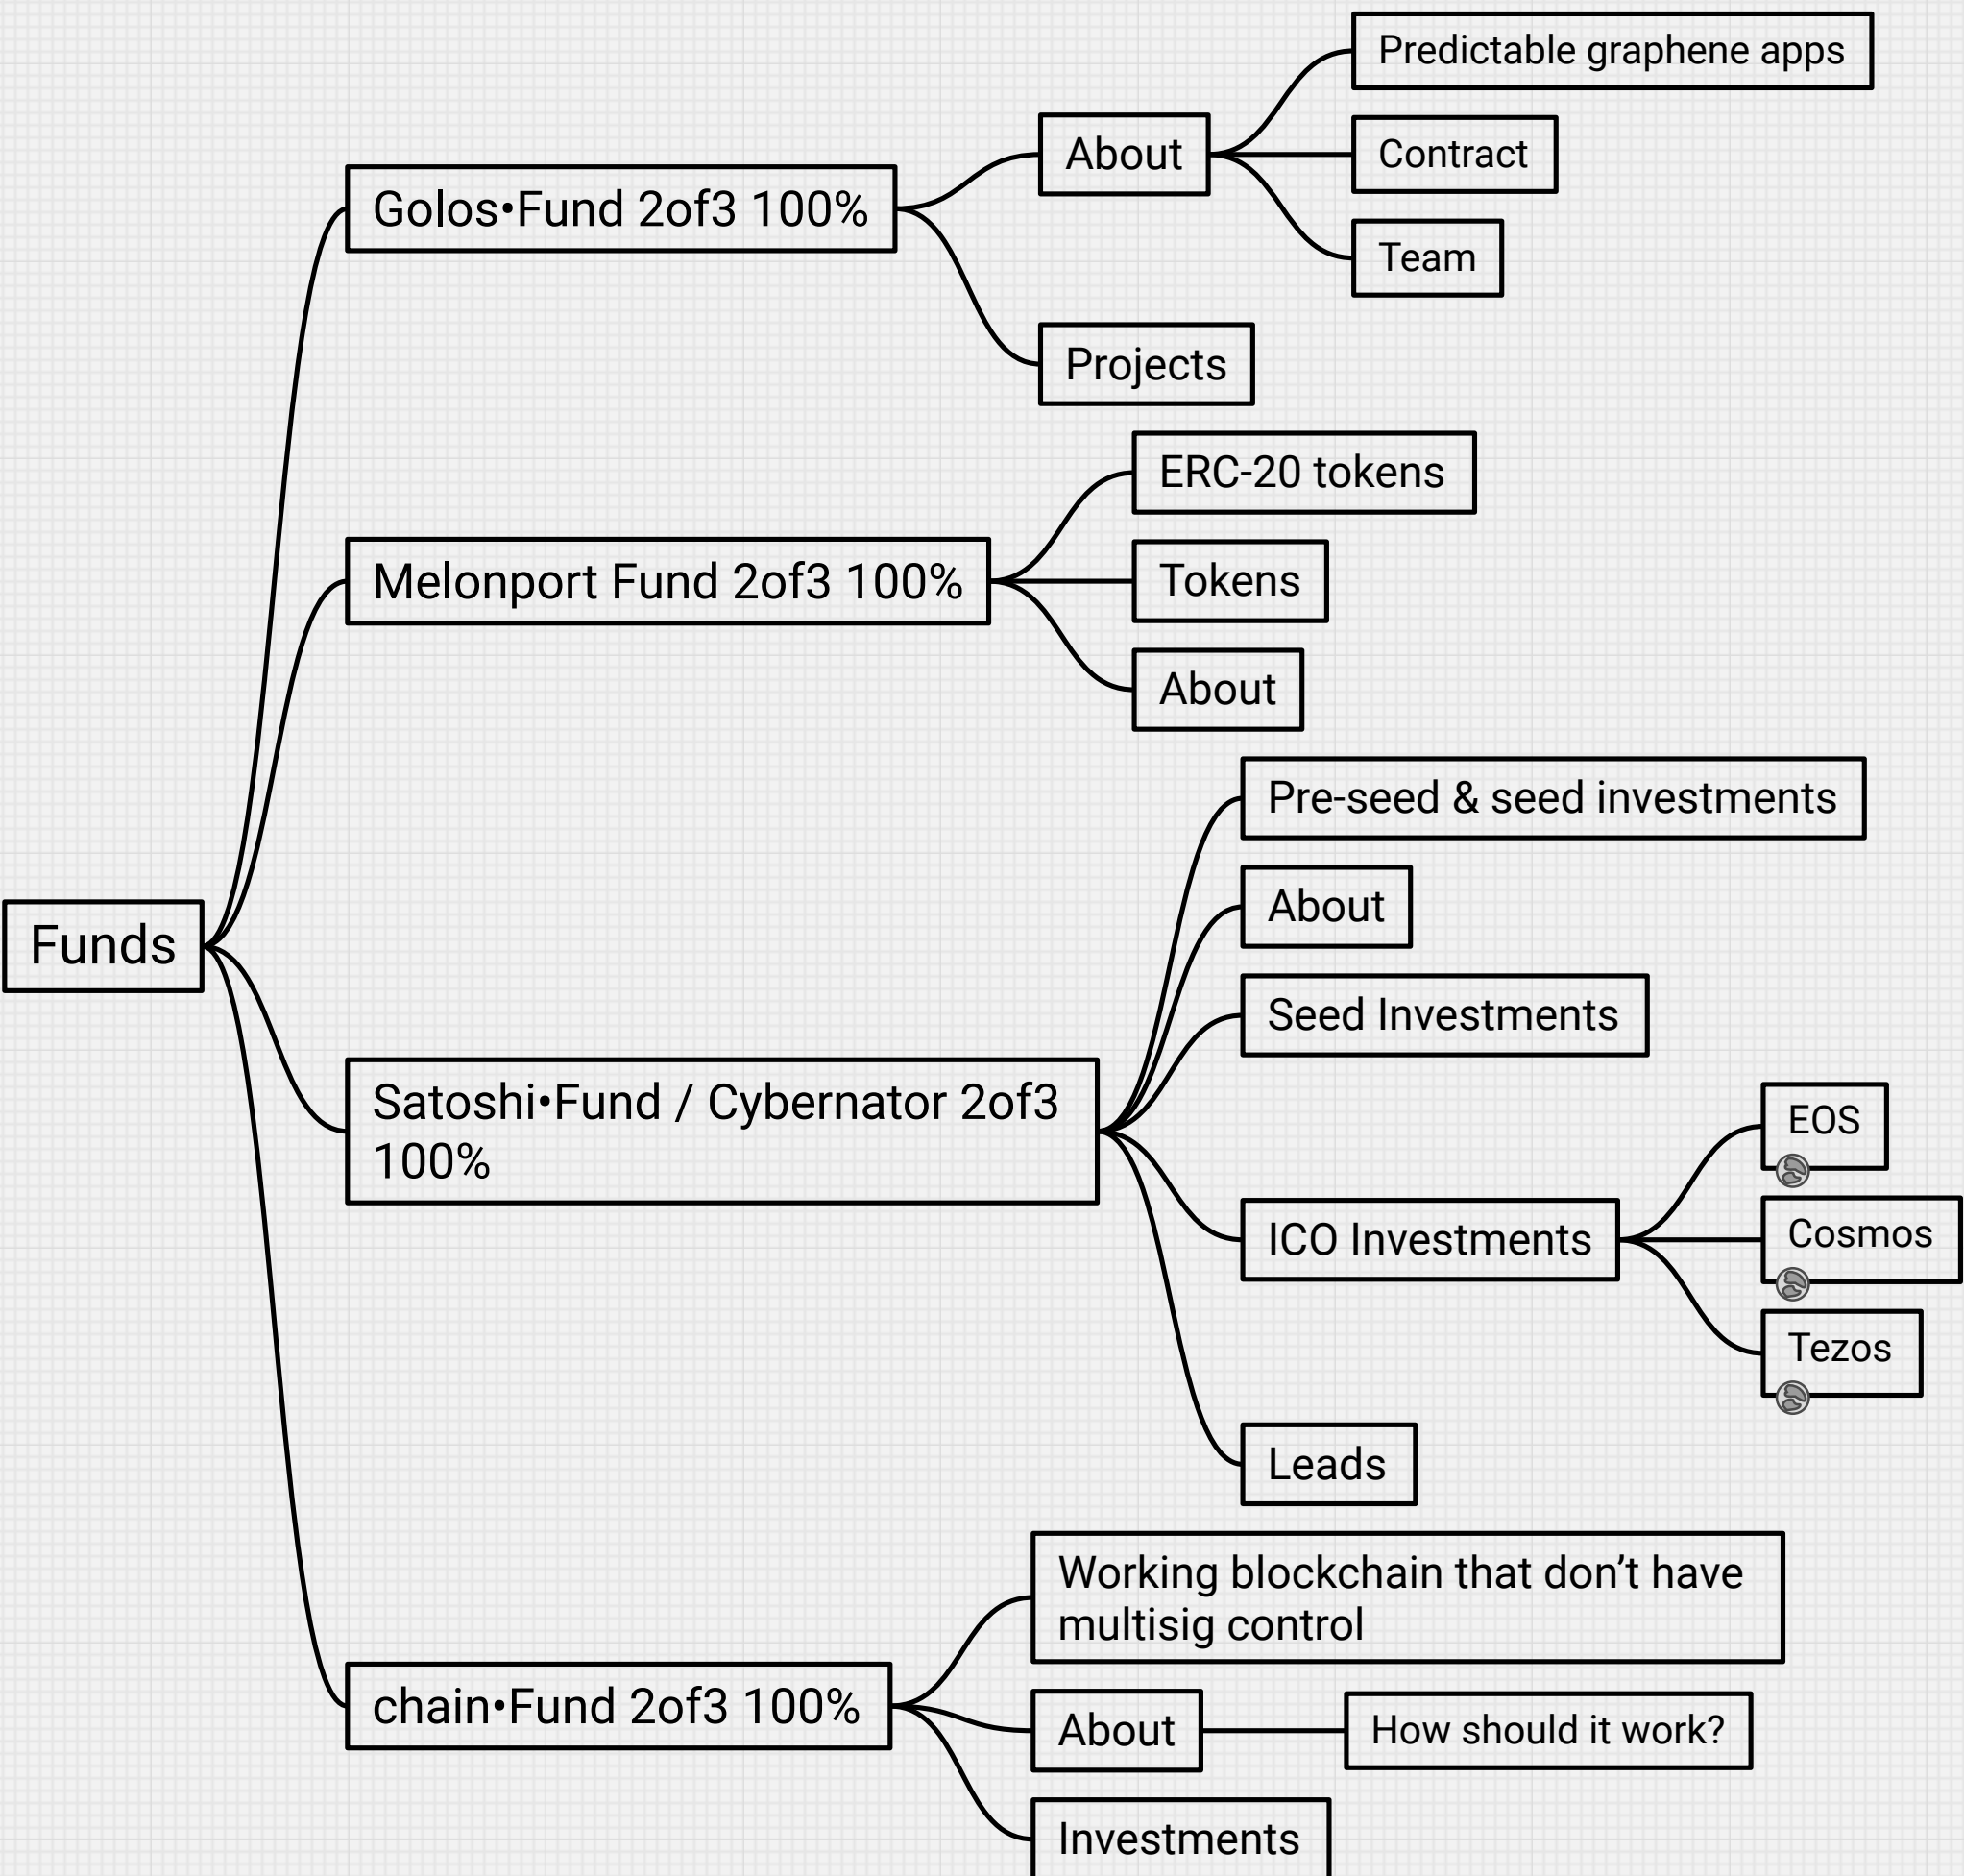 Funds
Golos•Fund 2of3 100%
About
Predictable graphene apps
Contract
Team
Projects
Melonport Fund 2of3 100%
ERC-20 tokens
Tokens
About
Satoshi•Fund / Cybernator 2of3
100%
Pre-seed & seed investments
About
Seed Investments
ICO Investments
EOS
Cosmos
Tezos
Leads
chain•Fund 2of3 100%
Working blockchain that don’t have
multisig control
About
How should it work?
Investments